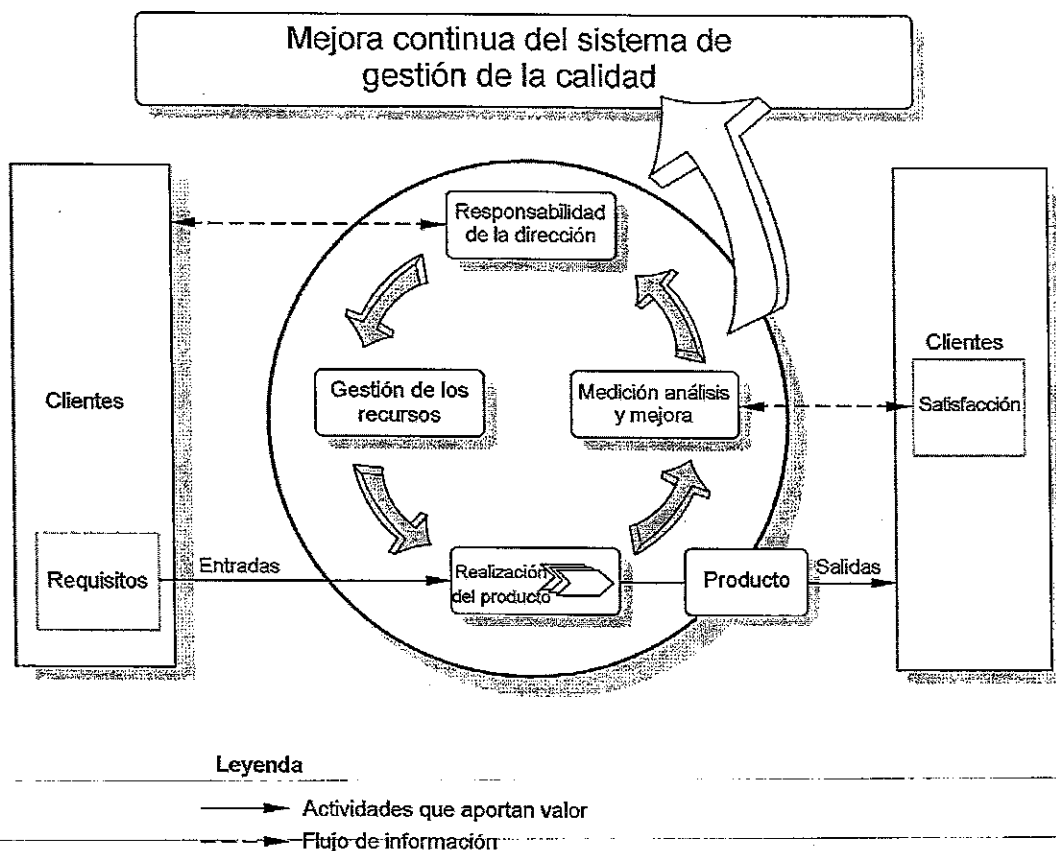 Mejora continua del sistema de
gestión de la calidad
Responsabilidad
de la dirección
Clientes
Gestión de los
recursos
Medición análisis
y mejora
Clientes
Satisfacción
Requisitos
Entradas
Realización
del producto
Producto
Salidas
Leyenda
Actividades que aportan valor
Flujo de información